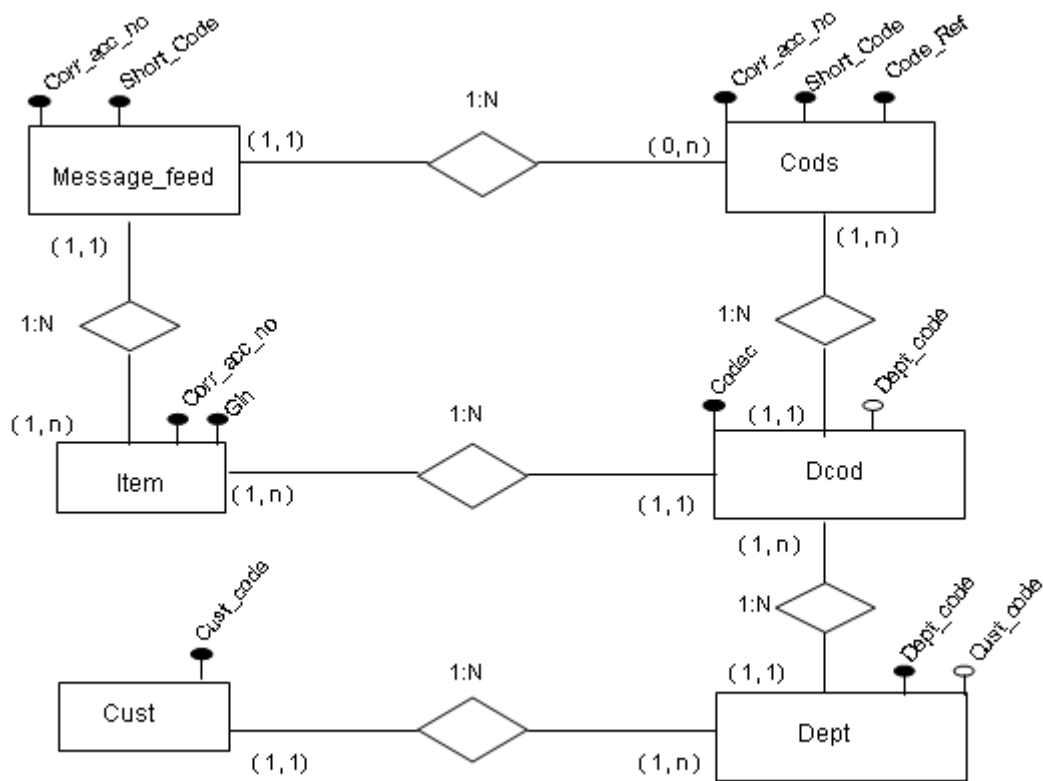 Corr_acc_no
Short_Code
Corr_acc_no
Short_Code
Code_Ref
1:N
(1,1)
(0,n)
Message_feed
Cods
(1,1)
(1,n)
1:N
1:N
Corr_acc_no
Gin
Codec
Dept_code
1:N
(1,n)
(1,1)
Item
Dcod
(1,n)
(1,1)
(1,n)
Cust_code
1:N
Dept_code
Cust_code
1:N
(1,1)
Cust
Dept
(1,1)
(1,n)